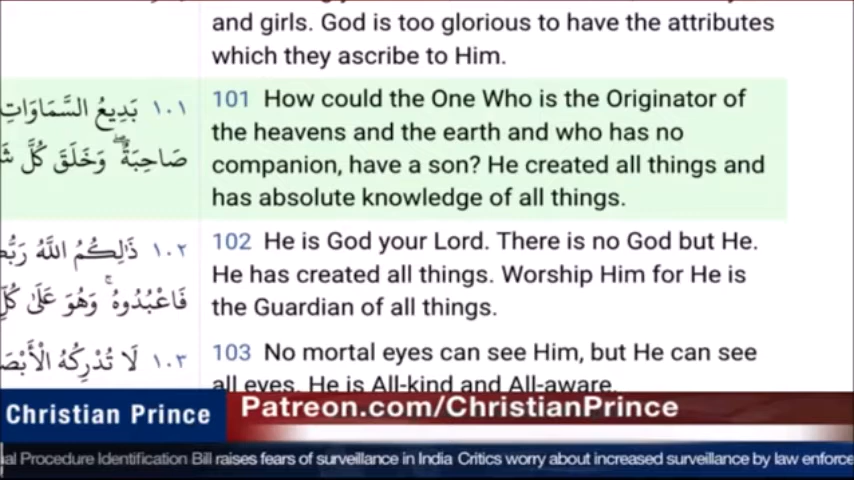 and girls. God is too glorious to have the attributes
which they ascribe to Him.
١٠١ بَدِيعُ السَّمَاوَاتِ
صَاحِبَةٌ ۖ وَخَلَقَ كُلَّ
101 How could the One Who is the Originator of
the heavens and the earth and who has no
companion, have a son? He created all things and
has absolute knowledge of all things.
١٠٢ ذَٰلِكُمُ اللَّهُ
فَاعْبُدُوهُ ۚ وَهُوَ عَلَىٰ
102 He is God your Lord. There is no God but He.
He has created all things. Worship Him for He is
the Guardian of all things.
١٠٣ لَا تُدْرِكُهُ
103 No mortal eyes can see Him, but He can see
all eyes. He is All-kind and All-aware.
Christian Prince
Patreon.com/ChristianPrince
Procedure Identification Bill raises fears of surveillance in India Critics worry about increased surveillance by law